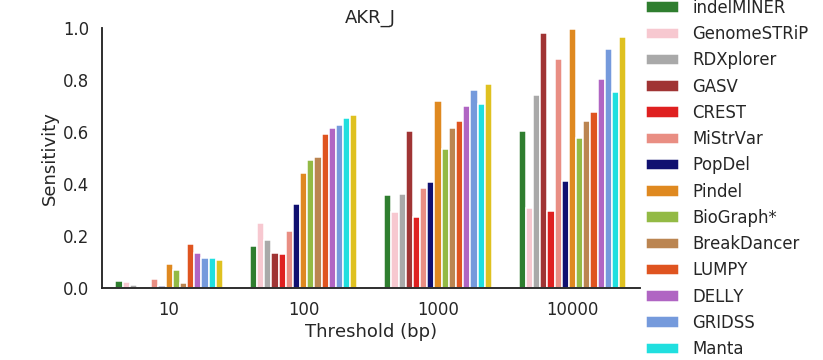 AKR_J
Sensitivity
1.0
0.8
0.6
0.4
0.2
0.0
10
100
1000
10000
Threshold (bp)
indelMINER
GenomeSTRiP
RDXplorer
GASV
CREST
MiStrVar
PopDel
Pindel
BioGraph*
BreakDancer
LUMPY
DELLY
GRIDSS
Manta